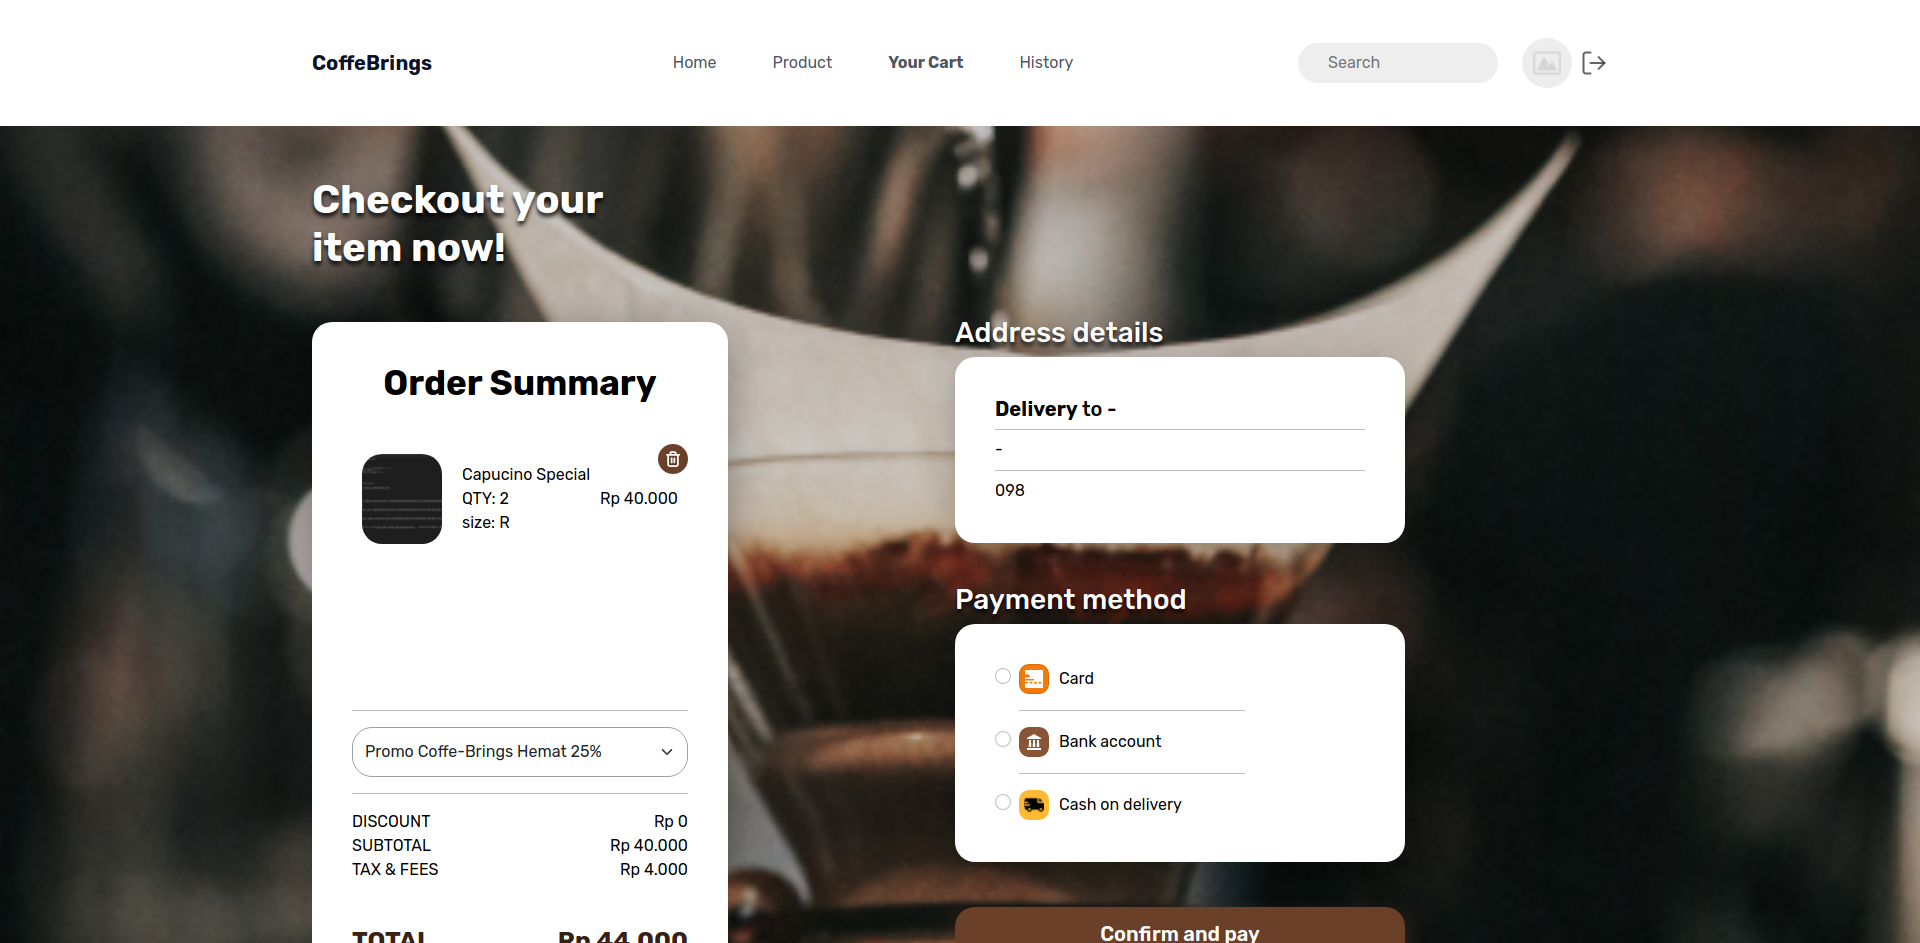 CoffeBrings
Home
Product
Your Cart
History
Search
Checkout your
item now!
Order Summary
Capucino Special
QTY: 2
Rp 40.000
size: R
Promo Coffe-Brings Hemat 25%
DISCOUNT
Rp 0
SUBTOTAL
Rp 40.000
TAX & FEES
Rp 4.000
TOTAL
Rp 44.000
Address details
Delivery to -
-
098
Payment method
Card
Bank account
Cash on delivery
Confirm and pay